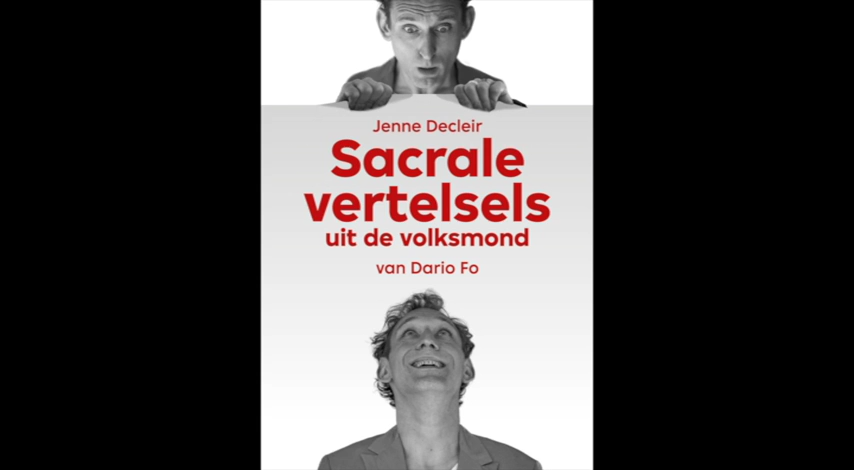 Jenne Decleir
Sacrale
vertelsels
uit de volksmond
van Dario Fo